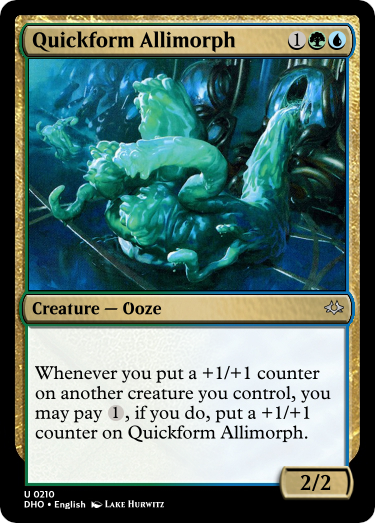 Quickform Allimorph 1
Creature — Ooze
Whenever you put a +1/+1 counter
on another creature you control, you
may pay 1, if you do, put a +1/+1
counter on Quickform Allimorph.
2/2
U 0210
DHO • English Lake Hurwitz